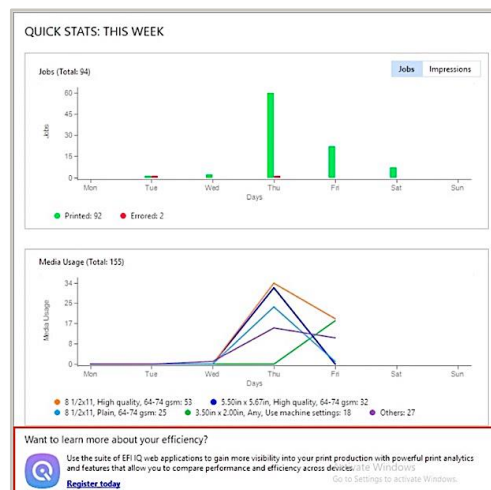 QUICK STATS: THIS WEEK
Jobs (Total: 94)
Jobs Impressions
60
45
30
15
0
Jobs
Mon Tue Wed Thu Fri Sat Sun
Days
Printed: 92 Errored: 2
Media Usage (Total: 155)
34
25
17
8
0
Media Usage
Mon Tue Wed Thu Fri Sat Sun
Days
8 1/2x11, High quality, 64-74 gsm: 53 5.50in x 5.67in, High quality, 64-74 gsm: 32
8 1/2x11, Plain, 64-74 gsm: 25 3.50in x 2.00in, Any, Use machine settings: 18 Others: 27
Want to learn more about your efficiency?
Use the suite of EFI IQ web applications to gain more visibility into your print production with powerful print analytics
and features that allow you to compare performance and efficiency across devices.
Activate Windows
Go to Settings to activate Windows.
Register today